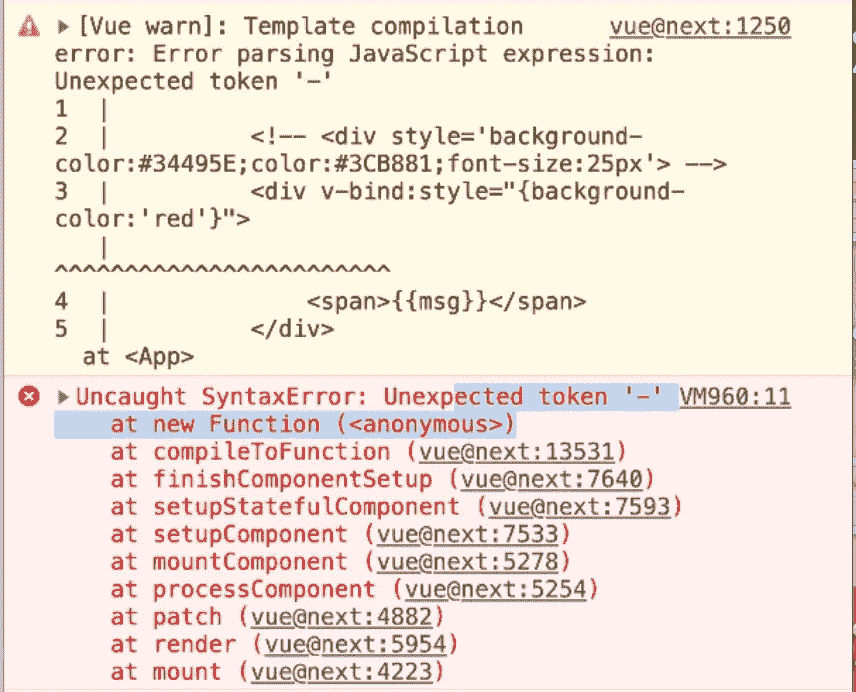 [Vue warn]: Template compilation vue@next:1250
error: Error parsing JavaScript expression:
Unexpected token '-'
1 |
2 | <!-- <div style='background-
color:#34495E;color:#3CB881;font-size:25px'> -->
3 | <div v-bind:style="{background-
color:'red'}">
|
^^^^^^^^^^^^^^^^^^^^^^^^
4 | <span>{{msg}}</span>
5 | </div>
at <App>
Uncaught SyntaxError: Unexpected token '-' VM960:11
at new Function (<anonymous>)
at compileToFunction (vue@next:13531)
at finishComponentSetup (vue@next:7640)
at setupStatefulComponent (vue@next:7593)
at setupComponent (vue@next:7533)
at mountComponent (vue@next:5278)
at processComponent (vue@next:5254)
at patch (vue@next:4882)
at render (vue@next:5954)
at mount (vue@next:4223)